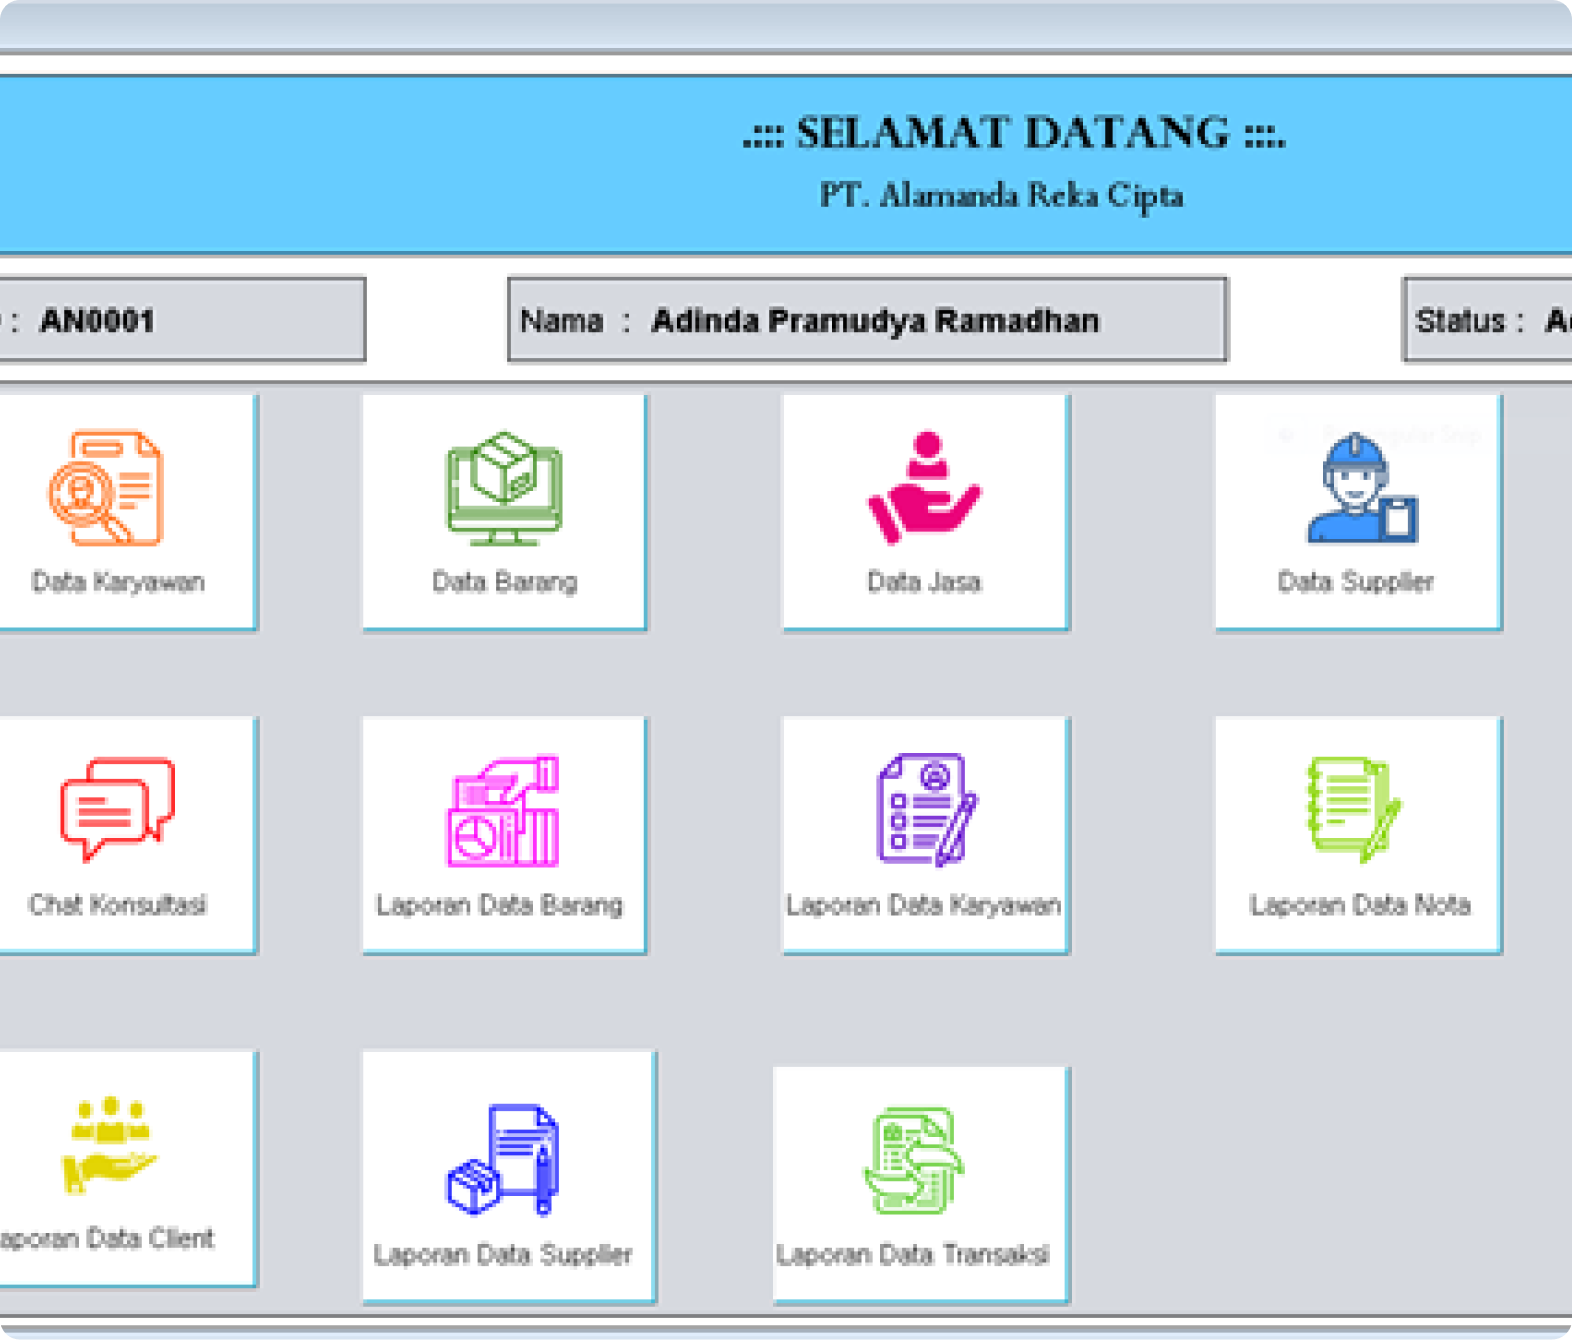 .::: SELAMAT DATANG :::.
PT. Alamanda Reka Cipta
: AN0001
Nama : Adinda Pramudya Ramadhan
Status :
Data Karyawan
Data Barang
Data Jasa
Data Supplier
Chat Konsultasi
Laporan Data Barang
Laporan Data Karyawan
Laporan Data Nota
aporan Data Client
Laporan Data Supplier
Laporan Data Transaksi